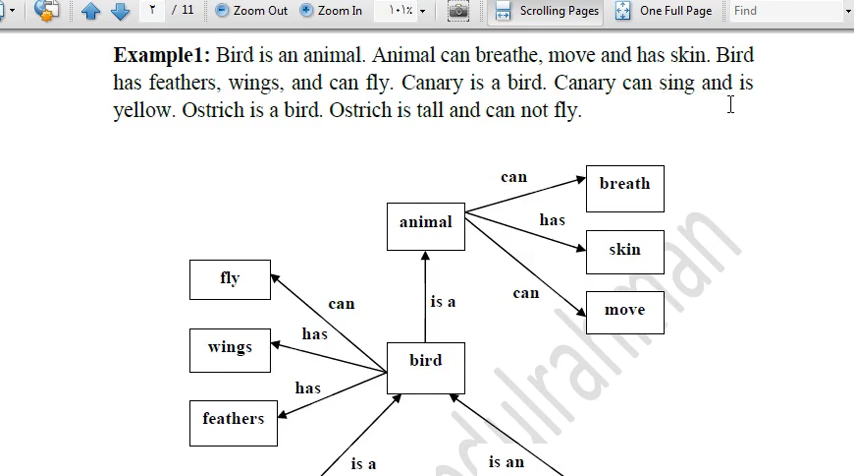 ٢ / 11 Zoom Out Zoom In ١٠١% Scrolling Pages One Full Page Find
Example1: Bird is an animal. Animal can breathe, move and has skin. Bird
has feathers, wings, and can fly. Canary is a bird. Canary can sing and is
yellow. Ostrich is a bird. Ostrich is tall and can not fly.
can
breath
animal
has
skin
fly
can
is a
can
move
has
wings
bird
has
feathers
is a
is an